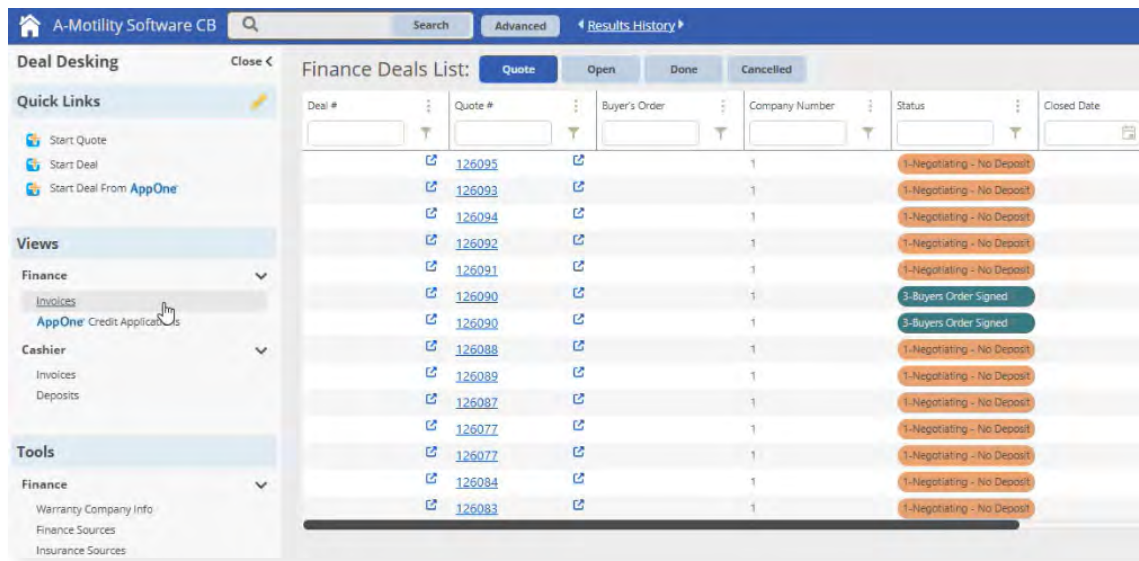 A-Motility Software CB Search Advanced Results History
Deal Desking Close <
Finance Deals List: Quote Open Done Cancelled
Quick Links
Deal # Quote # Buyer's Order Company Number Status Closed Date
Start Quote
Start Deal
Start Deal From AppOne
Views
Finance
Invoices
AppOne Credit Applications
Cashier
Invoices
Deposits
Tools
Finance
Warranty Company Info
Finance Sources
Insurance Sources
126095 1 1-Negotiating - No Deposit
126093 1 1-Negotiating - No Deposit
126094 1 1-Negotiating - No Deposit
126092 1 1-Negotiating - No Deposit
126091 1 1-Negotiating - No Deposit
126090 1 3-Buyers Order Signed
126090 1 3-Buyers Order Signed
126088 1 1-Negotiating - No Deposit
126089 1 1-Negotiating - No Deposit
126087 1 1-Negotiating - No Deposit
126077 1 1-Negotiating - No Deposit
126077 1 1-Negotiating - No Deposit
126084 1 1-Negotiating - No Deposit
126083 1 1-Negotiating - No Deposit